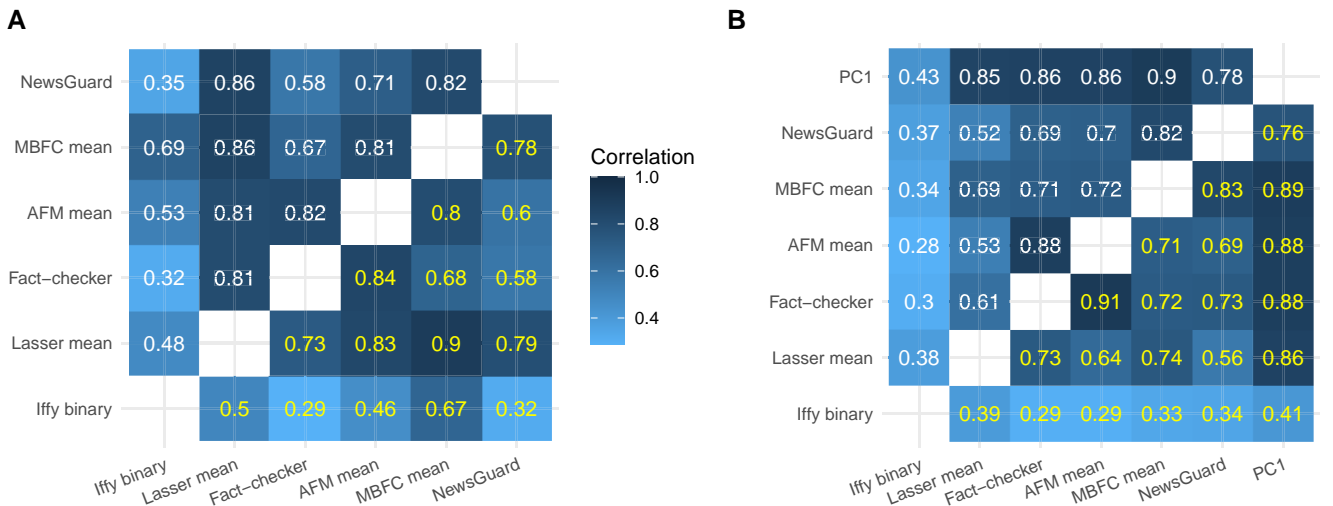 A
NewsGuard 0.35 0.86 0.58 0.71 0.82
MBFC mean 0.69 0.86 0.67 0.81 0.78
AFM mean 0.53 0.81 0.82 0.8 0.6
Fact−checker 0.32 0.81 0.84 0.68 0.58
Lasser mean 0.48 0.73 0.83 0.9 0.79
Iffy binary 0.5 0.29 0.46 0.67 0.32
Iffy binary Lasser mean Fact−checker AFM mean MBFC mean NewsGuard
Correlation
1.0
0.8
0.6
0.4
B
PC1 0.43 0.85 0.86 0.86 0.9 0.78
NewsGuard 0.37 0.52 0.69 0.7 0.82 0.76
MBFC mean 0.34 0.69 0.71 0.72 0.83 0.89
AFM mean 0.28 0.53 0.88 0.71 0.69 0.88
Fact−checker 0.3 0.61 0.91 0.72 0.73 0.88
Lasser mean 0.38 0.73 0.64 0.74 0.56 0.86
Iffy binary 0.39 0.29 0.29 0.33 0.34 0.41
Iffy binary Lasser mean Fact−checker AFM mean MBFC mean NewsGuard PC1